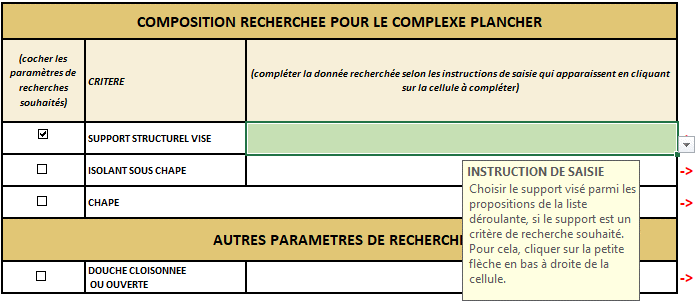 COMPOSITION RECHERCHEE POUR LE COMPLEXE PLANCHER
(cocher les
paramètres de
recherches
souhaités)
CRITERE
(compléter la donnée recherchée selon les instructions de saisie qui apparaissent en cliquant
sur la cellule à compléter)
SUPPORT STRUCTUREL VISE
ISOLANT SOUS CHAPE
->
CHAPE
->
INSTRUCTION DE SAISIE
Choisir le support visé parmi les
propositions de la liste
déroulante, si le support est un
critère de recherche souhaité.
Pour cela, cliquer sur la petite
flèche en bas à droite de la
cellule.
AUTRES PARAMETRES DE RECHERCHE
DOUCHE CLOISONNEE
OU OUVERTE
->